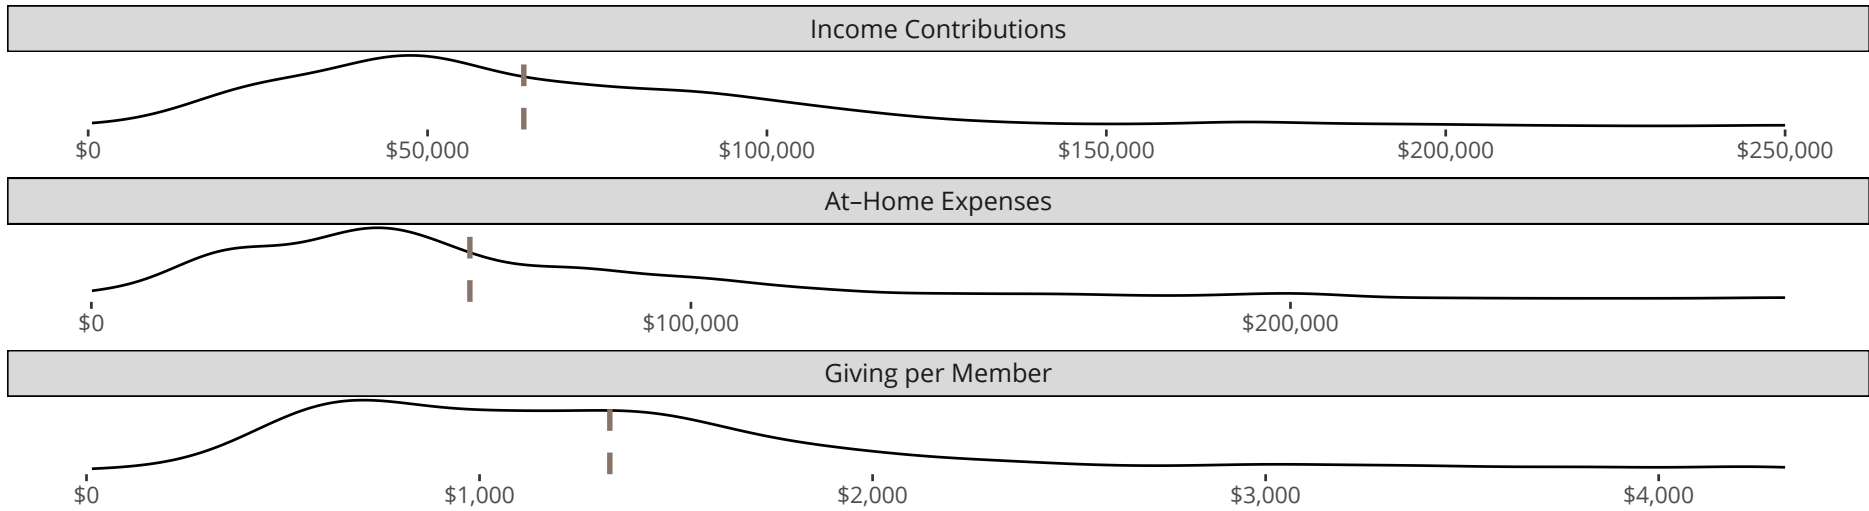 Income Contributions
$0 $50,000 $100,000 $150,000 $200,000 $250,000
At–Home Expenses
$0 $100,000 $200,000
Giving per Member
$0 $1,000 $2,000 $3,000 $4,000